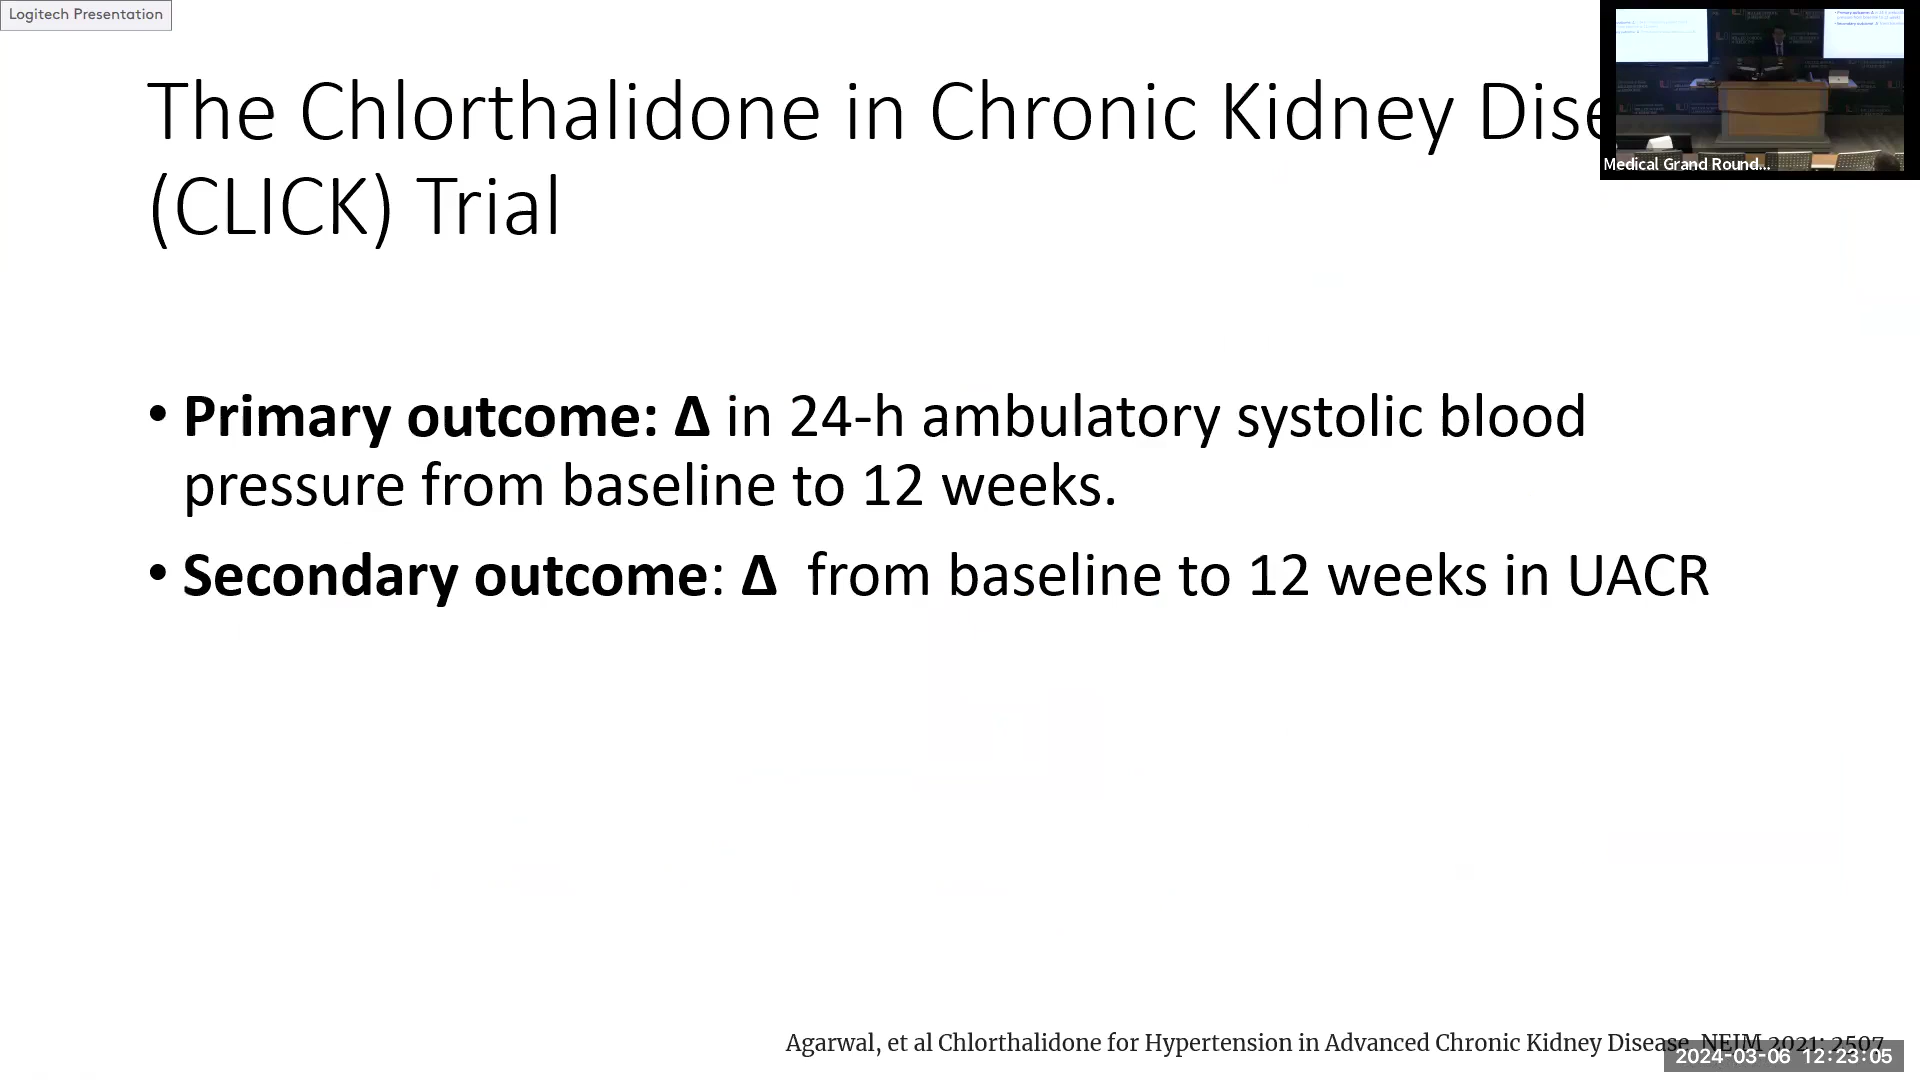 Logitech Presentation
The Chlorthalidone in Chronic Kidney Dise
(CLICK) Trial
Medical Grand Round...
• Primary outcome: Δ in 24-h ambulatory systolic blood
pressure from baseline to 12 weeks.
• Secondary outcome: Δ from baseline to 12 weeks in UACR
Agarwal, et al Chlorthalidone for Hypertension in Advanced Chronic Kidney Disease. NEJM 2021; 2507
2024-03-06 12:23:05